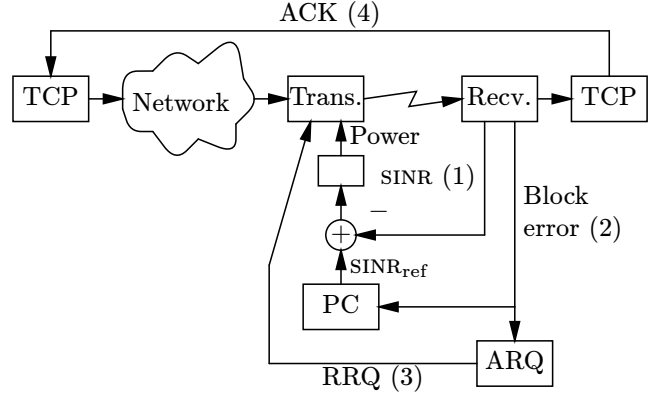 ACK (4)
TCP
Network
Trans.
Recv.
TCP
Power
SINR (1)
−
Block
error (2)
+
SINRref
PC
ARQ
RRQ (3)